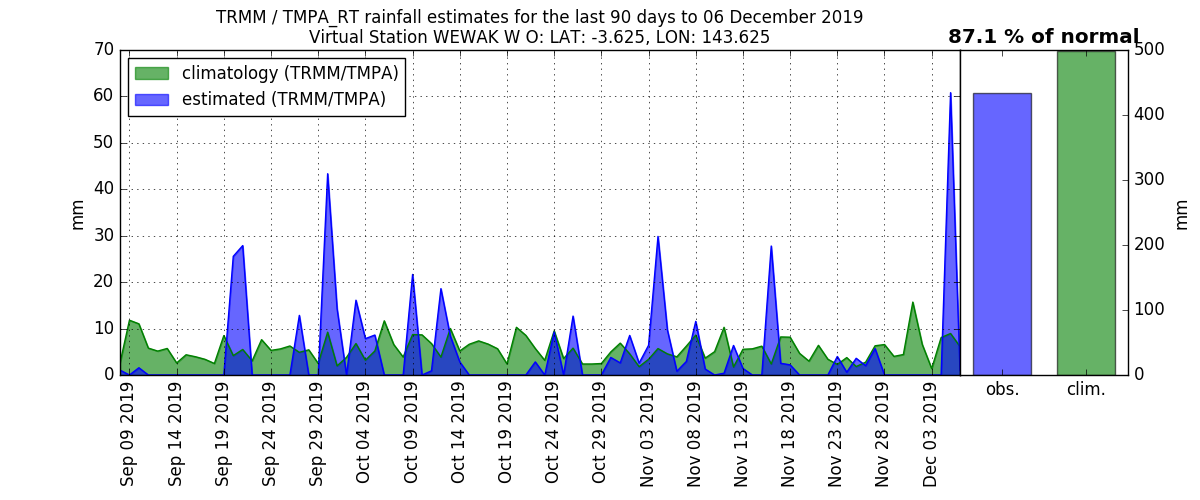 TRMM / TMPA_RT rainfall estimates for the last 90 days to 06 December 2019
Virtual Station WEWAK W O: LAT: -3.625, LON: 143.625
87.1 % of normal
climatology (TRMM/TMPA)
estimated (TRMM/TMPA)
70
60
50
40
30
20
10
0
mm
Sep 09 2019
Sep 14 2019
Sep 19 2019
Sep 24 2019
Sep 29 2019
Oct 04 2019
Oct 09 2019
Oct 14 2019
Oct 19 2019
Oct 24 2019
Oct 29 2019
Nov 03 2019
Nov 08 2019
Nov 13 2019
Nov 18 2019
Nov 23 2019
Nov 28 2019
Dec 03 2019
obs.
clim.
500
400
300
200
100
0
mm